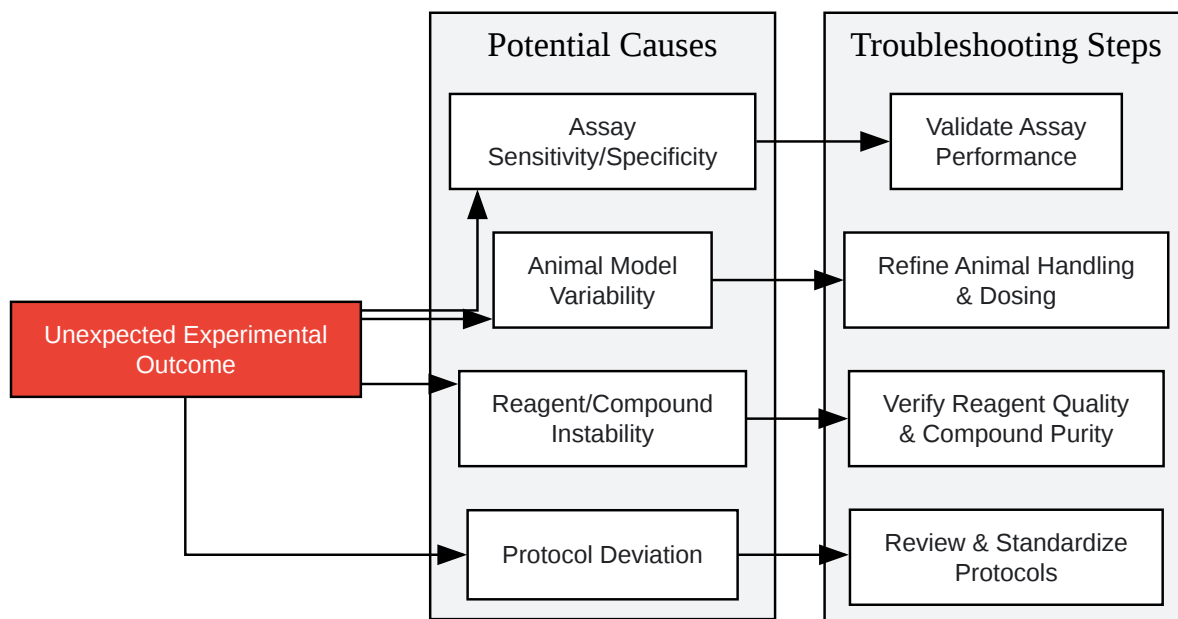 Potential Causes
Troubleshooting Steps
Assay
Sensitivity/Specificity
Validate Assay
Performance
Animal Model
Variability
Refine Animal Handling
& Dosing
Unexpected Experimental
Outcome
Reagent/Compound
Instability
Verify Reagent Quality
& Compound Purity
Protocol Deviation
Review & Standardize
Protocols